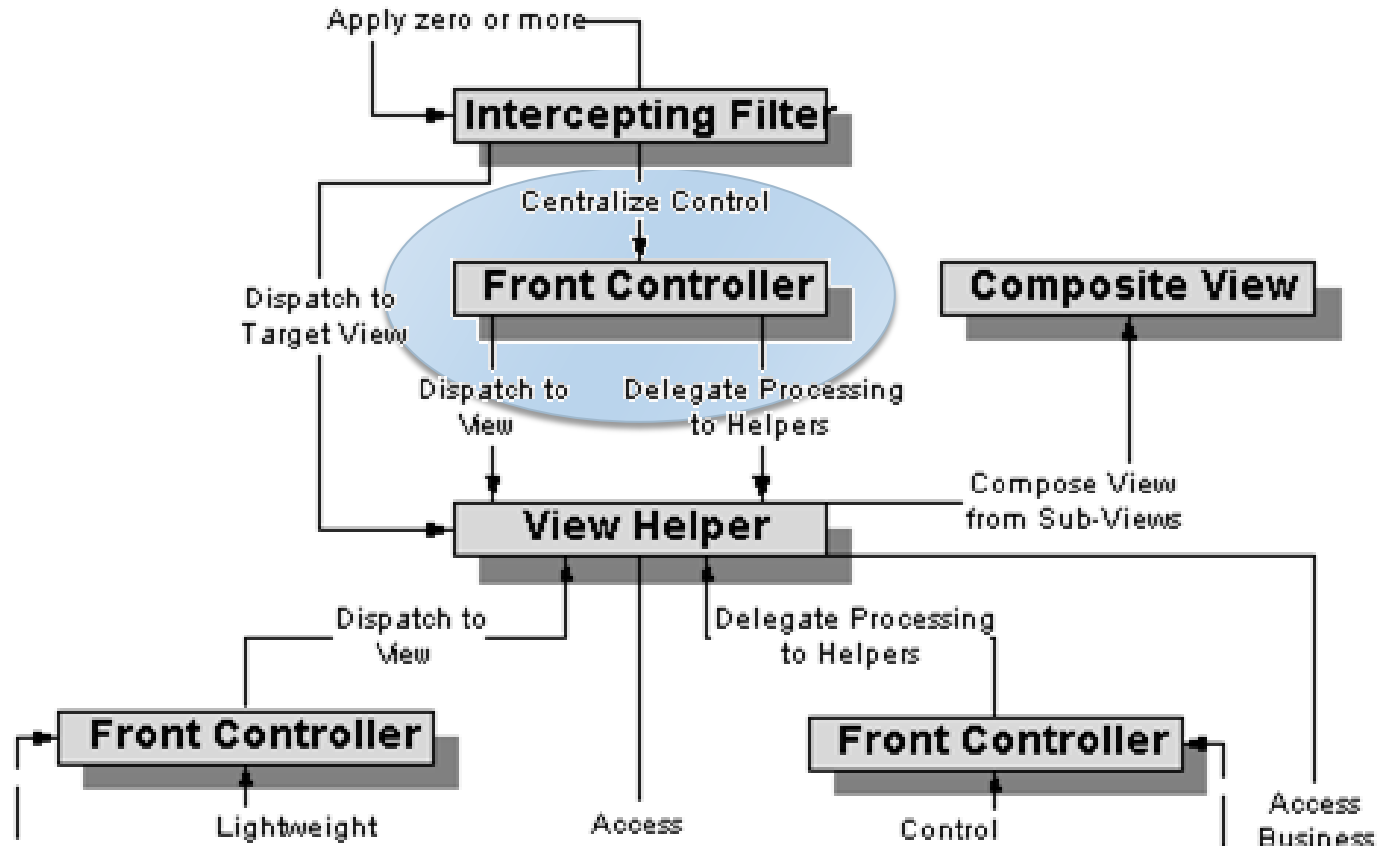 Apply zero or more
Intercepting Filter
Centralize Control
Front Controller
Composite View
Dispatch to
Target View
Dispatch to
View
Delegate Processing
to Helpers
Compose View
from Sub-Views
View Helper
Dispatch to
View
Delegate Processing
to Helpers
Front Controller
Front Controller
Lightweight
Access
Control
Access
Business